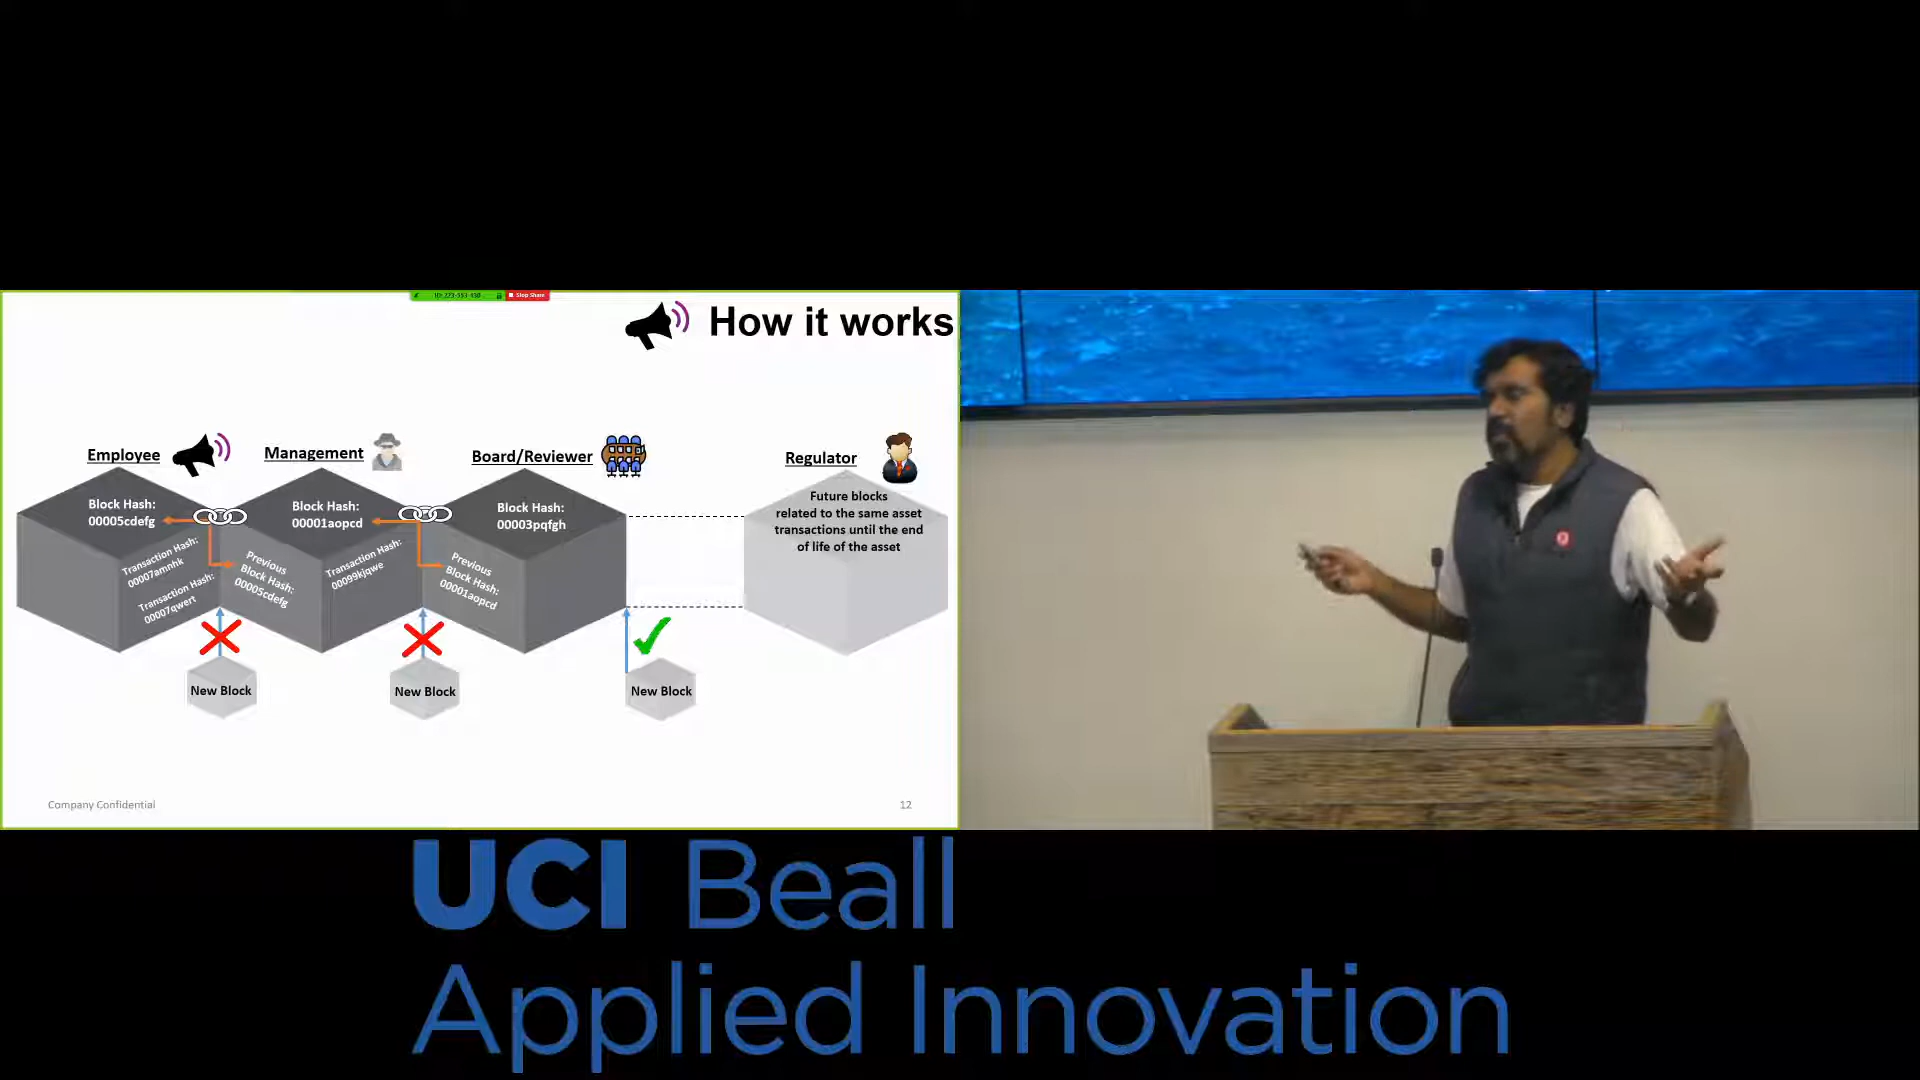 Stop Share
How it works
Employee
Management
Board/Reviewer
Regulator
Block Hash:
00005cdefg
Transaction Hash:
00007amnhk
Transaction Hash:
00007qwert
Previous
Block Hash:
00005cdefg
Block Hash:
00001aopcd
Transaction Hash:
00099kjqwe
Previous
Block Hash:
00001aopcd
Block Hash:
00003pqfgh
Future blocks
related to the same asset
transactions until the end
of life of the asset
New Block
New Block
New Block
Company Confidential
12
UCI Beall
Applied Innovation